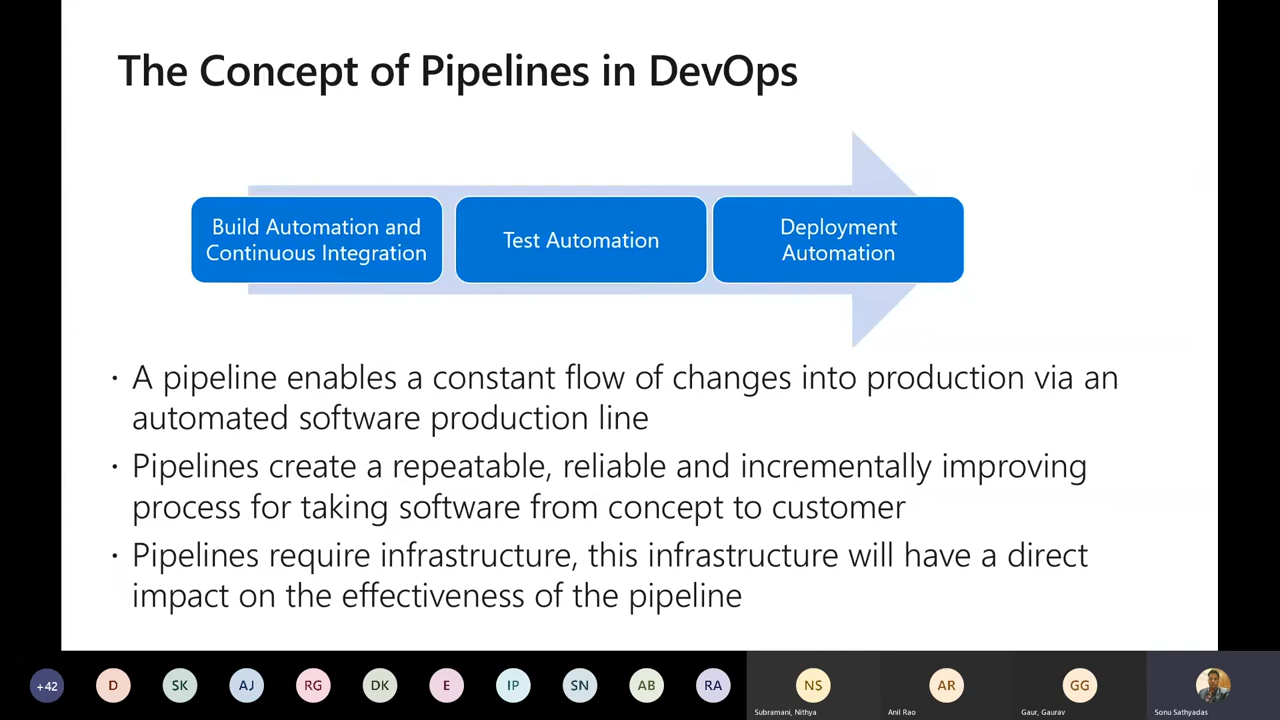 The Concept of Pipelines in DevOps
Build Automation and
Continuous Integration
Test Automation
Deployment
Automation
· A pipeline enables a constant flow of changes into production via an
automated software production line
· Pipelines create a repeatable, reliable and incrementally improving
process for taking software from concept to customer
· Pipelines require infrastructure, this infrastructure will have a direct
impact on the effectiveness of the pipeline
+42 D SK AJ RG DK E IP SN AB RA NS AR GG
Subramani, Nithya
Anil Rao
Gaur, Gaurav
Sonu Sathyadas